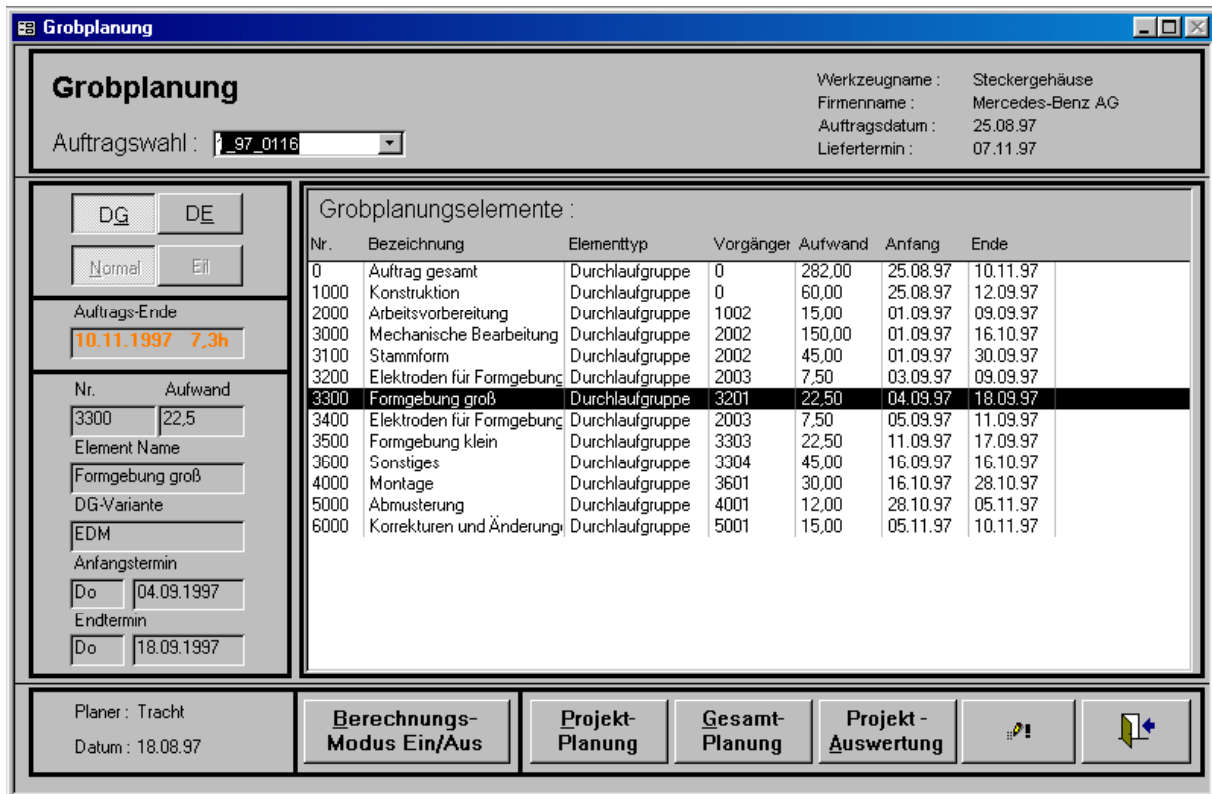 Grobplanung
Grobplanung
Auftragswahl : _97_0116
Werkzeugname : Steckergehäuse
Firmenname : Mercedes-Benz AG
Auftragsdatum : 25.08.97
Liefertermin : 07.11.97
DG DE
Normal Eil
Auftrags-Ende
10.11.1997 7,3h
Nr. Aufwand
3300 22,5
Element Name
Formgebung groß
DG-Variante
EDM
Anfangstermin
Do 04.09.1997
Endtermin
Do 18.09.1997
Grobplanungselemente :
Nr. Bezeichnung Elementtyp Vorgänger Aufwand Anfang Ende
0 Auftrag gesamt Durchlaufgruppe 0 282,00 25.08.97 10.11.97
1000 Konstruktion Durchlaufgruppe 0 60,00 25.08.97 12.09.97
2000 Arbeitsvorbereitung Durchlaufgruppe 1002 15,00 01.09.97 09.09.97
3000 Mechanische Bearbeitung Durchlaufgruppe 2002 150,00 01.09.97 16.10.97
3100 Stammform Durchlaufgruppe 2002 45,00 01.09.97 30.09.97
3200 Elektroden für Formgebung Durchlaufgruppe 2003 7,50 03.09.97 09.09.97
3300 Formgebung groß Durchlaufgruppe 3201 22,50 04.09.97 18.09.97
3400 Elektroden für Formgebung Durchlaufgruppe 2003 7,50 05.09.97 11.09.97
3500 Formgebung klein Durchlaufgruppe 3303 22,50 11.09.97 17.09.97
3600 Sonstiges Durchlaufgruppe 3304 45,00 16.09.97 16.10.97
4000 Montage Durchlaufgruppe 3601 30,00 16.10.97 28.10.97
5000 Abmusterung Durchlaufgruppe 4001 12,00 28.10.97 05.11.97
6000 Korrekturen und Änderung Durchlaufgruppe 5001 15,00 05.11.97 10.11.97
Planer : Tracht
Datum : 18.08.97
Berechnungs-
Modus Ein/Aus
Projekt-
Planung
Gesamt-
Planung
Projekt -
Auswertung